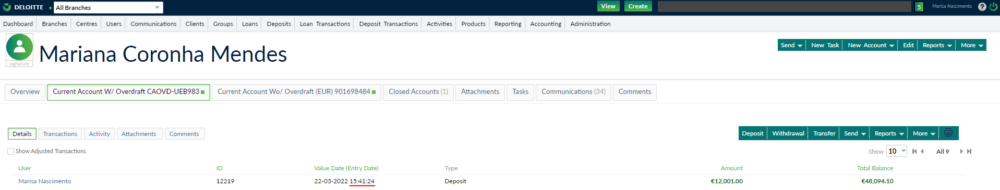 DELOITTE All Branches View Create 5 Marisa Nascimento ?
Dashboard Branches Centres Users Communications Clients Groups Loans Deposits Loan Transactions Deposit Transactions Activities Products Reporting Accounting Administration
Send New Task New Account Edit Reports More
Mariana Coronha Mendes
signature
Overview Current Account W/ Overdraft CAOVD-UEB983 Current Account Wo/ Overdraft (EUR) 901698484 Closed Accounts (1) Attachments Tasks Communications (34) Comments
Details Transactions Activity Attachments Comments Deposit Withdrawal Transfer Send Reports More
Show Adjusted Transactions Show 10 All 9
User ID Value Date (Entry Date) Type Amount Total Balance
Marisa Nascimento 12219 22-03-2022 15:41:24 Deposit €12,001.00 €48,094.10